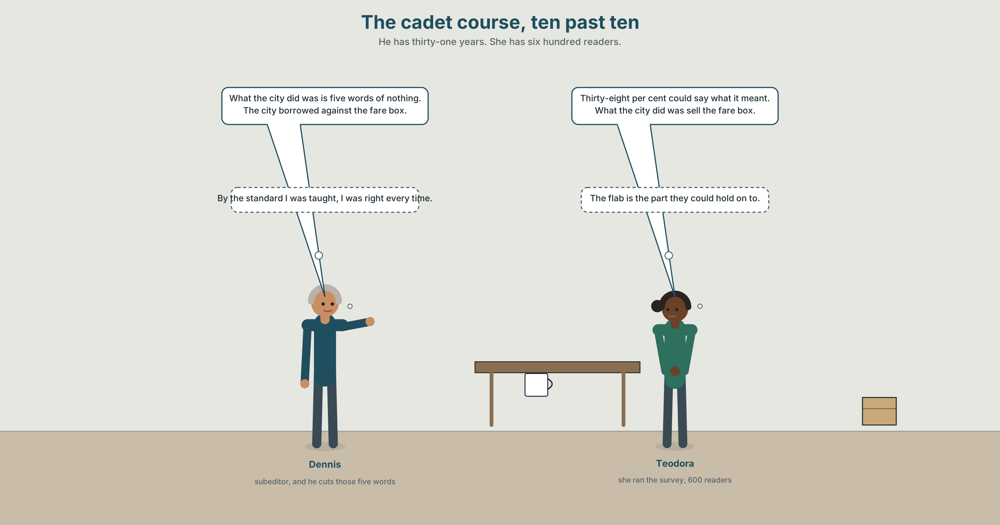 The cadet course, ten past ten
He has thirty-one years. She has six hundred readers.
What the city did was is five words of nothing.
The city borrowed against the fare box.
Thirty-eight per cent could say what it meant.
What the city did was sell the fare box.
By the standard I was taught, I was right every time.
The flab is the part they could hold on to.
Dennis
subeditor, and he cuts those five words
Teodora
she ran the survey, 600 readers